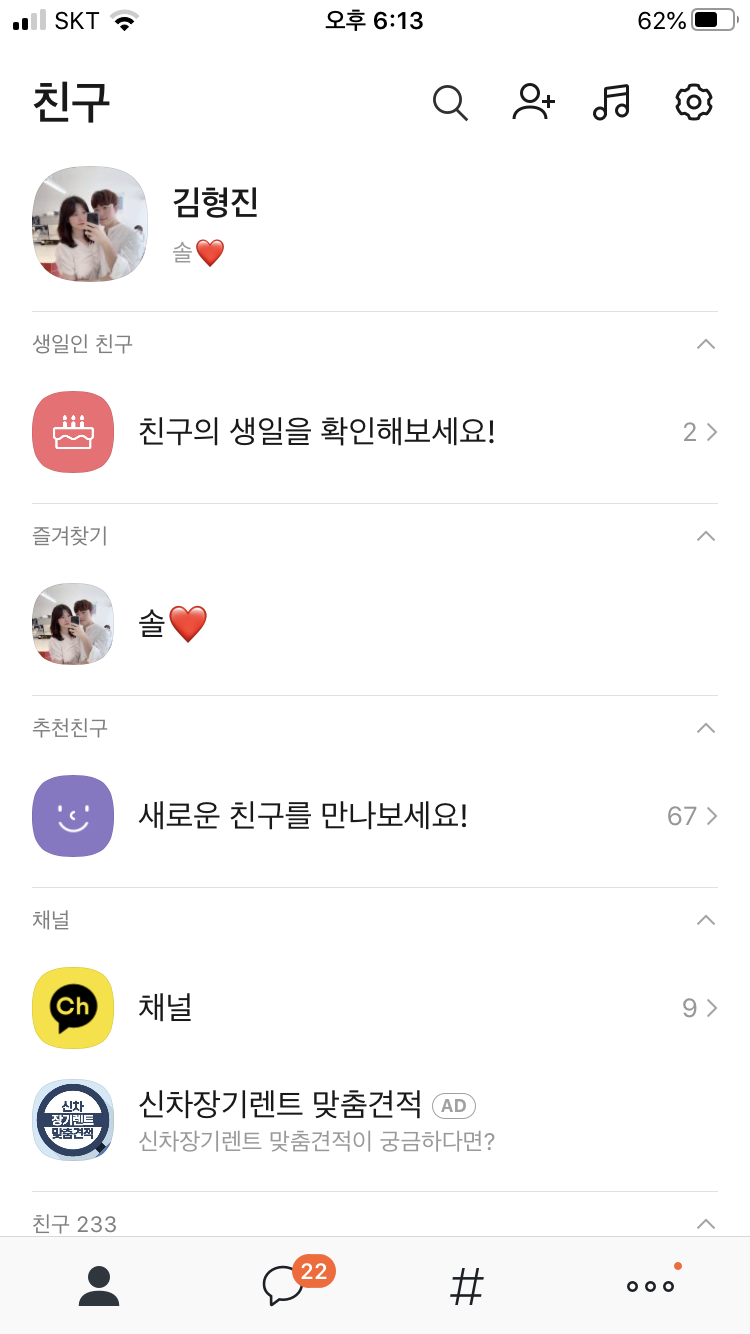 SKT 오후 6:13 62%
친구
김형진
솔❤️
생일인 친구
친구의 생일을 확인해보세요! 2
즐겨찾기
솔❤️
추천친구
새로운 친구를 만나보세요! 67
채널
Ch 채널 9
신차
장기렌트
맞춤견적
신차장기렌트 맞춤견적 AD
신차장기렌트 맞춤견적이 궁금하다면?
친구 233
22